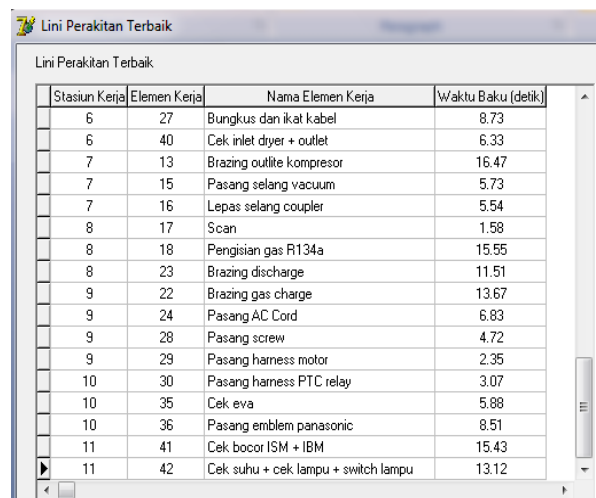 Lini Perakitan Terbaik
Lini Perakitan Terbaik
Stasiun Kerja Elemen Kerja Nama Elemen Kerja Waktu Baku (detik)
6 27 Bungkus dan ikat kabel 8.73
6 40 Cek inlet dryer + outlet 6.33
7 13 Brazing outlite kompresor 16.47
7 15 Pasang selang vacuum 5.73
7 16 Lepas selang coupler 5.54
8 17 Scan 1.58
8 18 Pengisian gas R134a 15.55
8 23 Brazing discharge 11.51
9 22 Brazing gas charge 13.67
9 24 Pasang AC Cord 6.83
9 28 Pasang screw 4.72
9 29 Pasang harness motor 2.35
10 30 Pasang harness PTC relay 3.07
10 35 Cek eva 5.88
10 36 Pasang emblem panasonic 8.51
11 41 Cek bocor ISM + IBM 15.43
11 42 Cek suhu + cek lampu + switch lampu 13.12